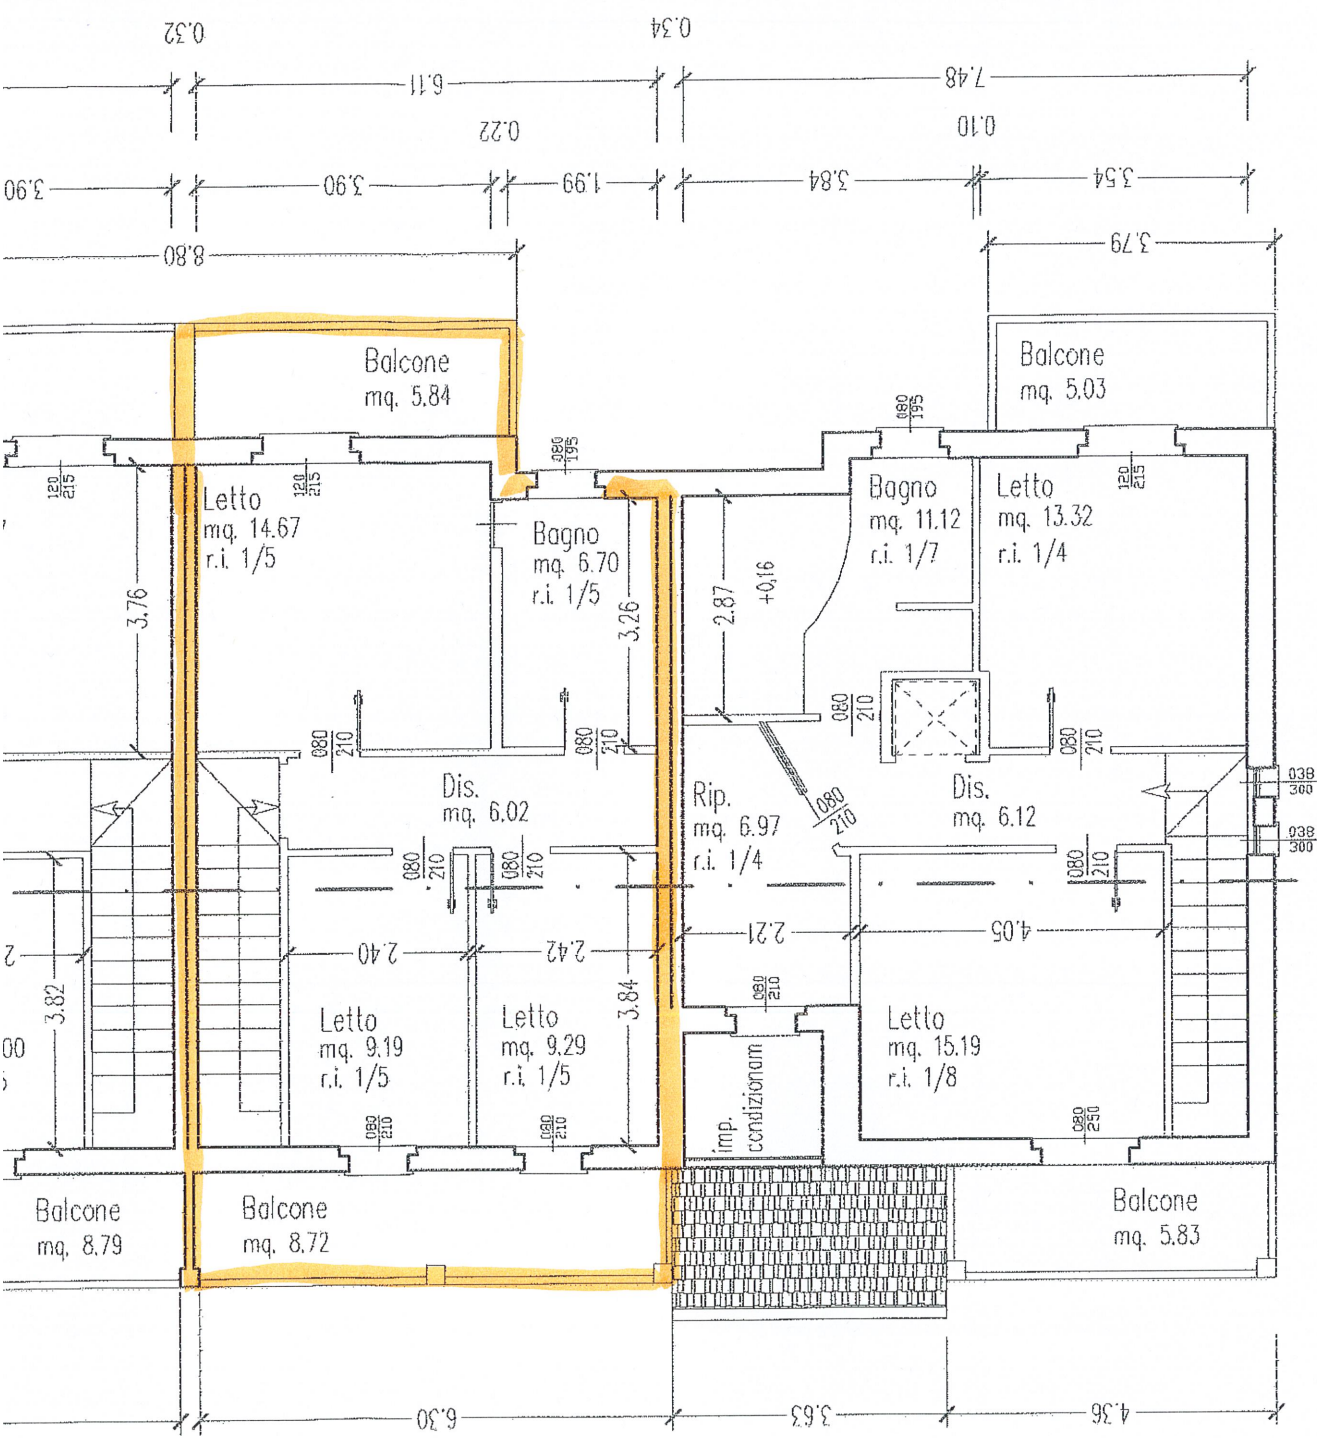 0.32
0.34
6.11
7.48
0.22
0.10
3.90
3.90
1.99
3.84
3.54
8.80
3.79
Balcone
mq. 5.84
Balcone
mq. 5.03
080
195
080
195
120
215
120
215
120
215
Letto
mq. 14.67
r.i. 1/5
Bagno
mq. 6.70
r.i. 1/5
Bagno
mq. 11.12
r.i. 1/7
Letto
mq. 13.32
r.i. 1/4
3.76
3.26
2.87
+0,16
080
210
080
210
080
210
080
210
Dis.
mq. 6.02
Rip.
mq. 6.97
r.i. 1/4
080
210
Dis.
mq. 6.12
038
300
038
300
080
210
080
210
080
210
2.40
2.42
2.21
4.05
2
3.82
3.84
080
210
Letto
mq. 9.19
r.i. 1/5
Letto
mq. 9.29
r.i. 1/5
Letto
mq. 15.19
r.i. 1/8
00
imp.
condizionam
080
210
080
210
080
250
Balcone
mq. 8.79
Balcone
mq. 8.72
Balcone
mq. 5.83
6.30
3.63
4.36